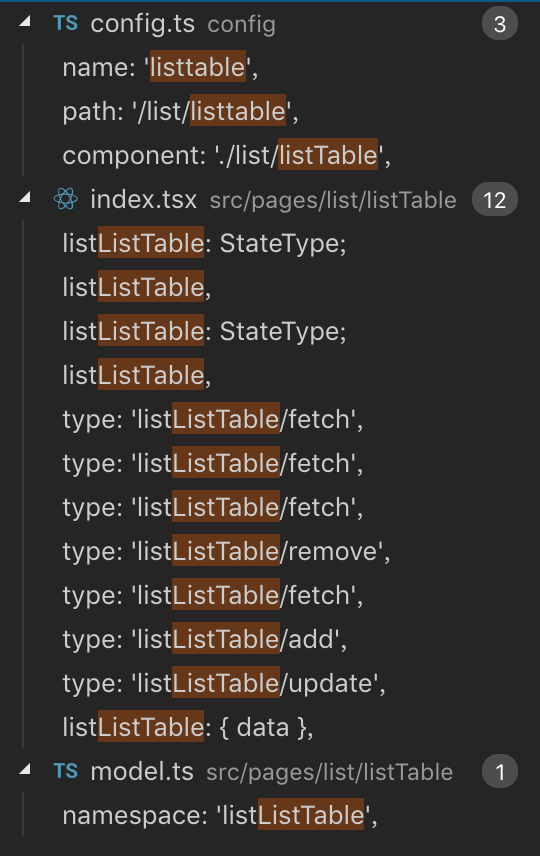 TS config.ts config 3
name: 'listtable',
path: '/list/listtable',
component: './list/listTable',
index.tsx src/pages/list/listTable 12
listListTable: StateType;
listListTable,
listListTable: StateType;
listListTable,
type: 'listListTable/fetch',
type: 'listListTable/fetch',
type: 'listListTable/fetch',
type: 'listListTable/remove',
type: 'listListTable/fetch',
type: 'listListTable/add',
type: 'listListTable/update',
listListTable: { data },
TS model.ts src/pages/list/listTable 1
namespace: 'listListTable',